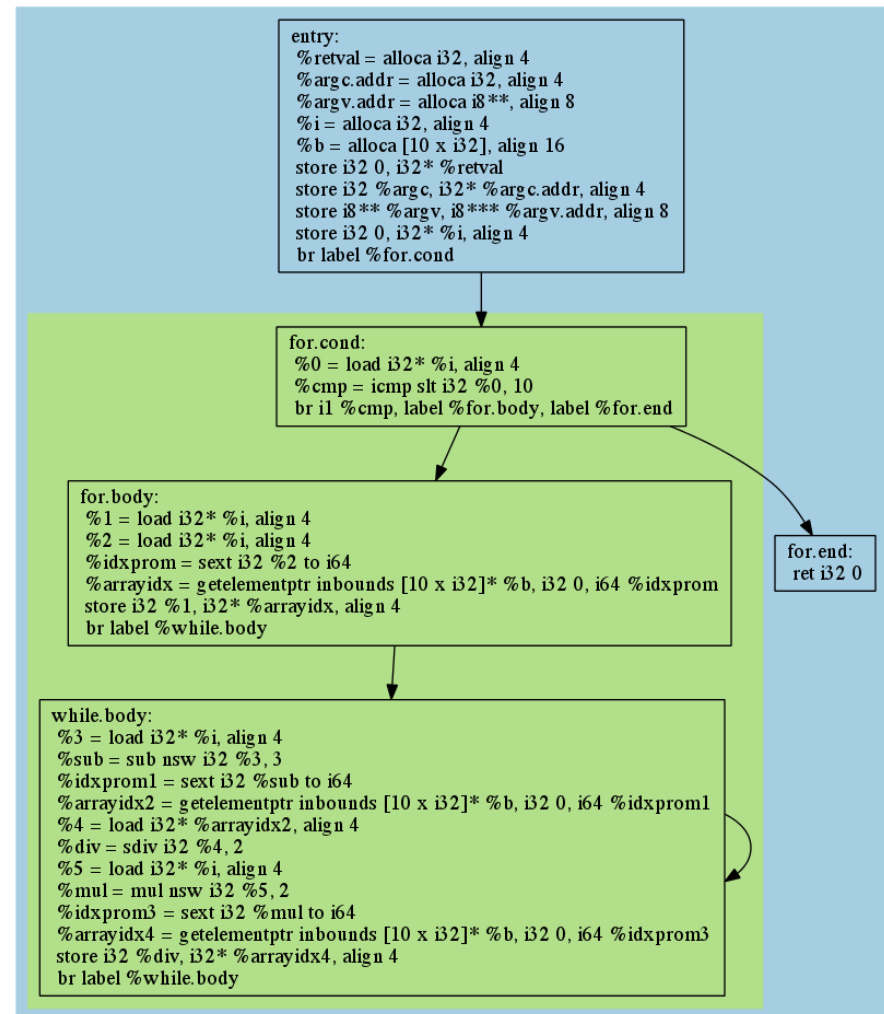 entry:
%retval = alloca i32, align 4
%argc.addr = alloca i32, align 4
%argv.addr = alloca i8**, align 8
%i = alloca i32, align 4
%b = alloca [10 x i32], align 16
store i32 0, i32* %retval
store i32 %argc, i32* %argc.addr, align 4
store i8** %argv, i8*** %argv.addr, align 8
store i32 0, i32* %i, align 4
br label %for.cond
for.cond:
%0 = load i32* %i, align 4
%cmp = icmp slt i32 %0, 10
br i1 %cmp, label %for.body, label %for.end
for.body:
%1 = load i32* %i, align 4
%2 = load i32* %i, align 4
%idxprom = sext i32 %2 to i64
%arrayidx = getelementptr inbounds [10 x i32]* %b, i32 0, i64 %idxprom
store i32 %1, i32* %arrayidx, align 4
br label %while.body
for.end:
ret i32 0
while.body:
%3 = load i32* %i, align 4
%sub = sub nsw i32 %3, 3
%idxprom1 = sext i32 %sub to i64
%arrayidx2 = getelementptr inbounds [10 x i32]* %b, i32 0, i64 %idxprom1
%4 = load i32* %arrayidx2, align 4
%div = sdiv i32 %4, 2
%5 = load i32* %i, align 4
%mul = mul nsw i32 %5, 2
%idxprom3 = sext i32 %mul to i64
%arrayidx4 = getelementptr inbounds [10 x i32]* %b, i32 0, i64 %idxprom3
store i32 %div, i32* %arrayidx4, align 4
br label %while.body